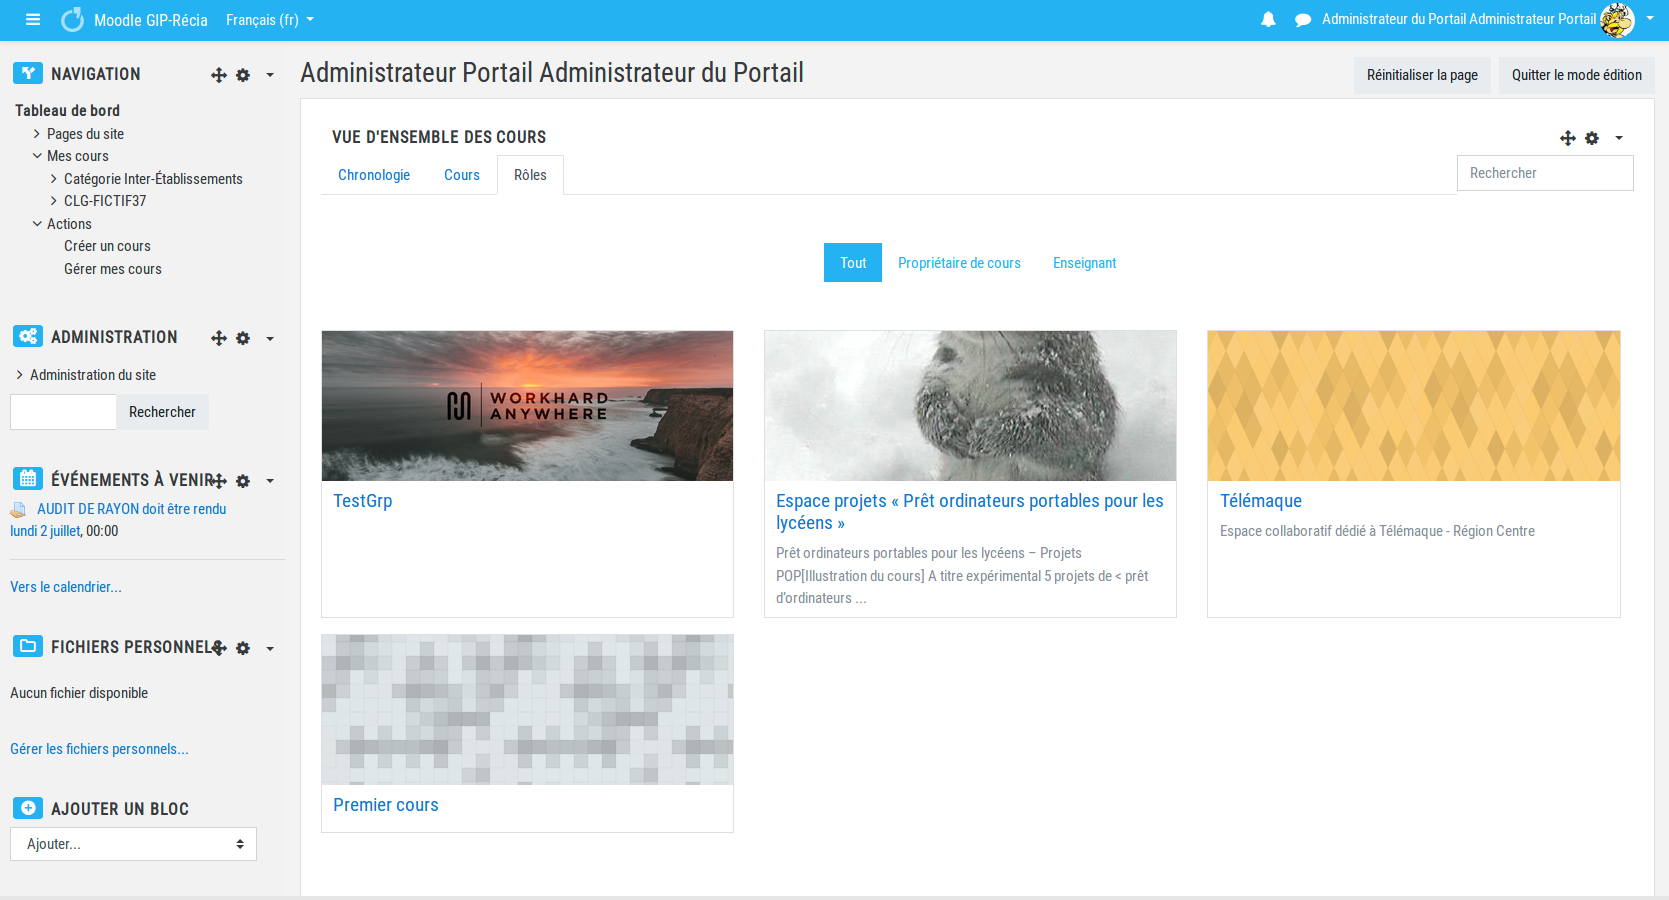 Moodle GIP-Récia
Français (fr)
Administrateur du Portail Administrateur Portail
NAVIGATION
Tableau de bord
Pages du site
Mes cours
Catégorie Inter-Établissements
CLG-FICTIF37
Actions
Créer un cours
Gérer mes cours
ADMINISTRATION
Administration du site
Rechercher
ÉVÉNEMENTS À VENIR
AUDIT DE RAYON doit être rendu
lundi 2 juillet, 00:00
Vers le calendrier...
FICHIERS PERSONNELS
Aucun fichier disponible
Gérer les fichiers personnels...
AJOUTER UN BLOC
Ajouter...
Administrateur Portail Administrateur du Portail
Réinitialiser la page
Quitter le mode édition
VUE D'ENSEMBLE DES COURS
Chronologie
Cours
Rôles
Rechercher
Tout
Propriétaire de cours
Enseignant
WORKHARD
ANYWHERE
TestGrp
Espace projets « Prêt ordinateurs portables pour les
lycéens »
Prêt ordinateurs portables pour les lycéens – Projets
POP[Illustration du cours] A titre expérimental 5 projets de < prêt
d'ordinateurs ...
Télémaque
Espace collaboratif dédié à Télémaque - Région Centre
Premier cours